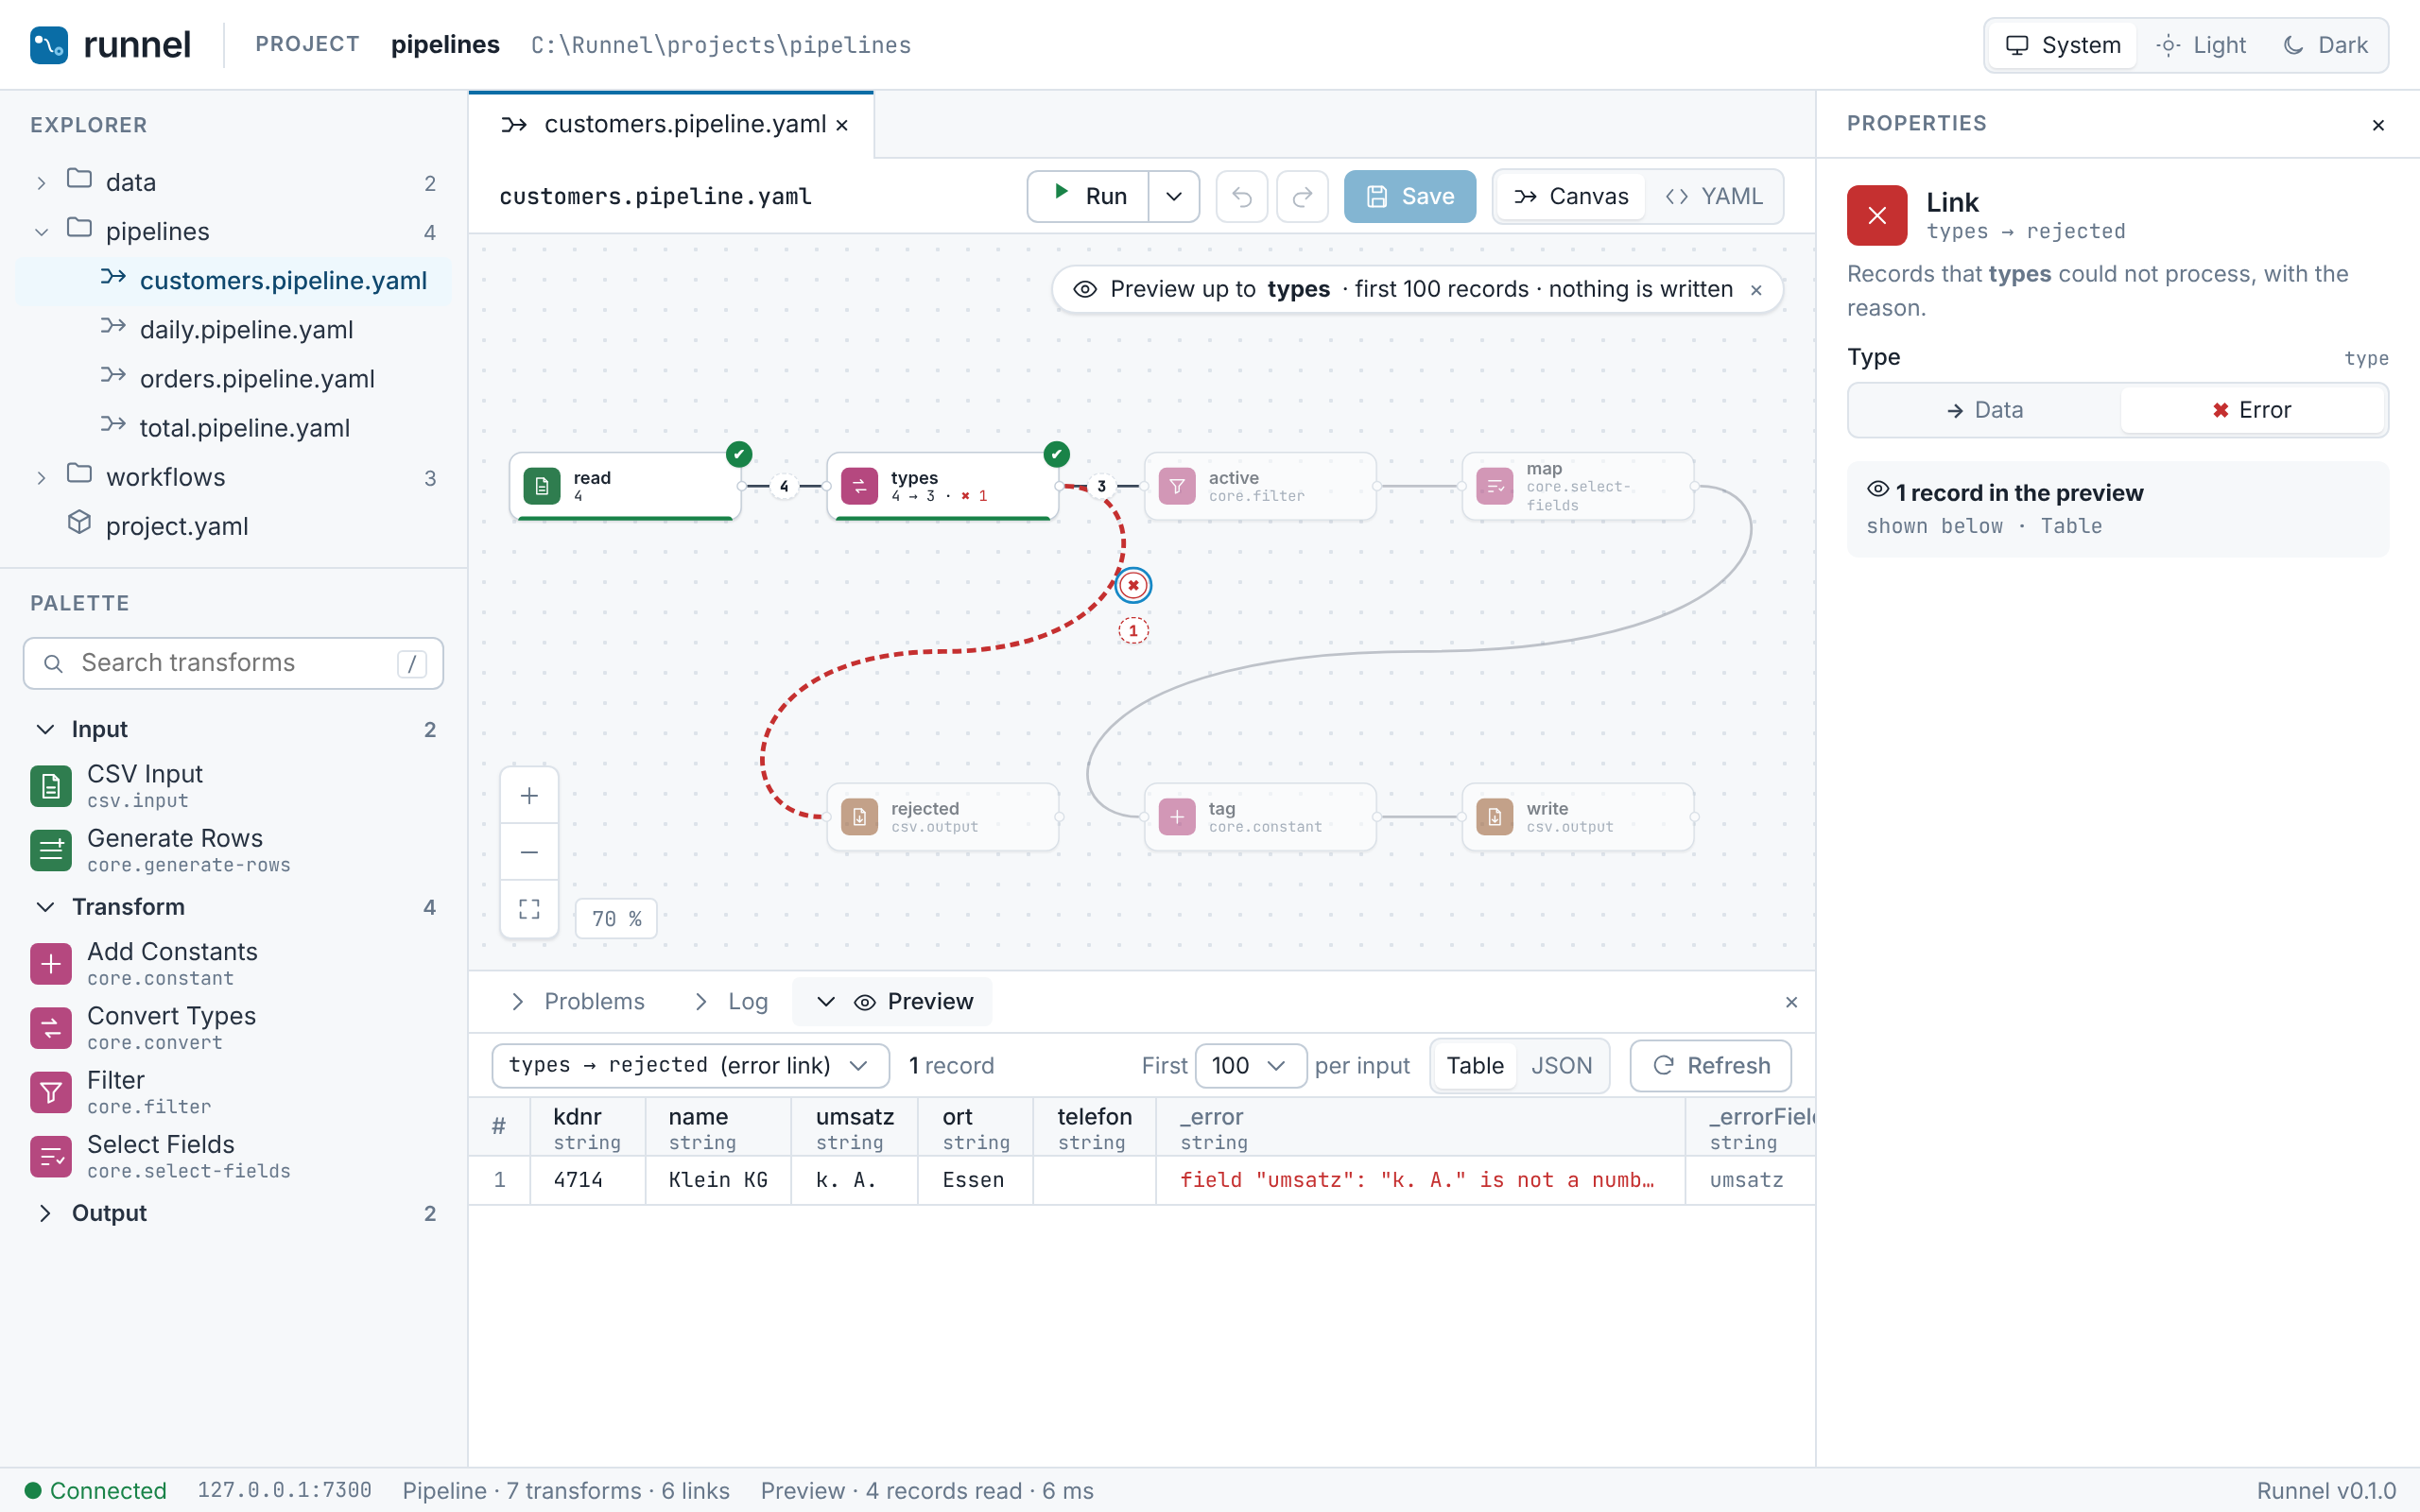 runnel PROJECT pipelines C:\Runnel\projects\pipelines System Light Dark
EXPLORER
data 2
pipelines 4
customers.pipeline.yaml
daily.pipeline.yaml
orders.pipeline.yaml
total.pipeline.yaml
workflows 3
project.yaml
PALETTE
Search transforms /
Input 2
CSV Input
csv.input
Generate Rows
core.generate-rows
Transform 4
Add Constants
core.constant
Convert Types
core.convert
Filter
core.filter
Select Fields
core.select-fields
Output 2
customers.pipeline.yaml ×
customers.pipeline.yaml Run Save Canvas YAML
Preview up to types · first 100 records · nothing is written ×
read
4
4
types
4 → 3 · ✖ 1
3
active
core.filter
map
core.select-
fields
1
rejected
csv.output
tag
core.constant
write
csv.output
70 %
Problems Log Preview ×
types → rejected (error link) 1 record First 100 per input Table JSON Refresh
# kdnr name umsatz ort telefon _error _errorFiel
string string string string string string string
1 4714 Klein KG k. A. Essen field "umsatz": "k. A." is not a numb… umsatz
PROPERTIES ×
Link
types → rejected
Records that types could not process, with the
reason.
Type type
→ Data ✖ Error
1 record in the preview
shown below · Table
Connected 127.0.0.1:7300 Pipeline · 7 transforms · 6 links Preview · 4 records read · 6 ms Runnel v0.1.0